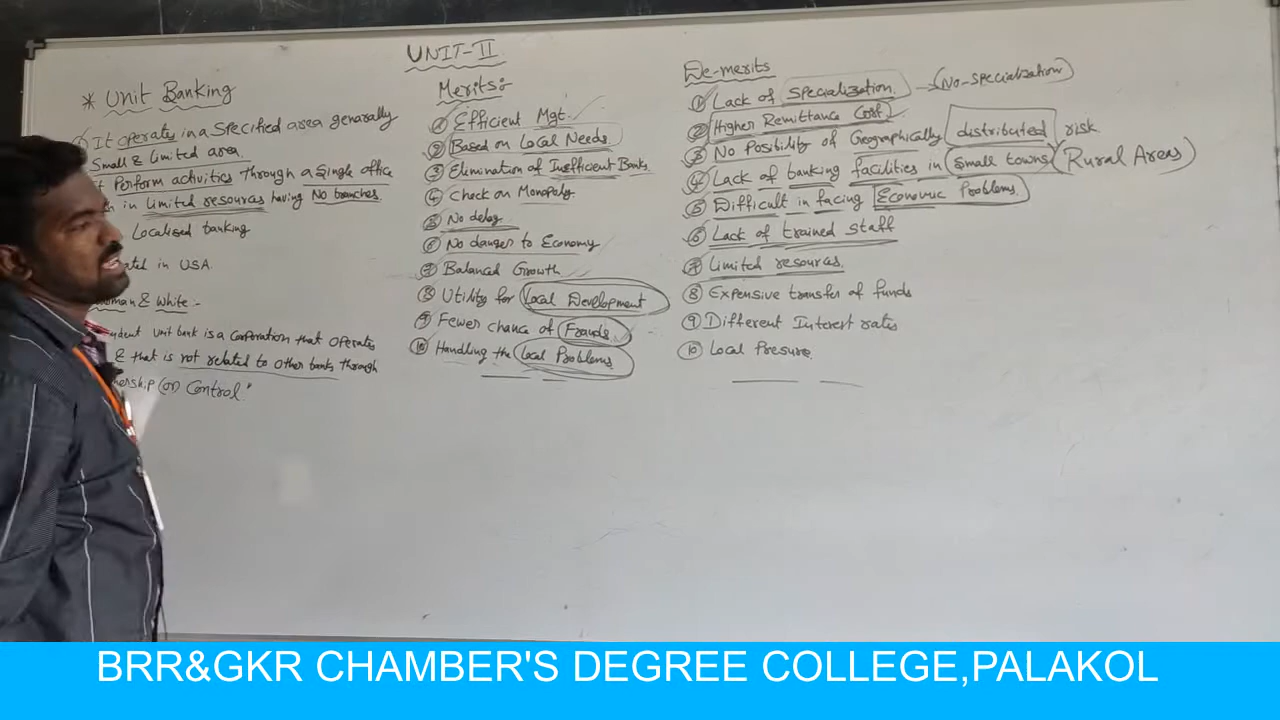 UNIT-II
* Unit Banking
It operates in a specified area generally
Small & Limited area
Perform activities through a single office
in limited resources having No branches.
Localised banking
in USA
& White :-
unit bank is a corporation that operates
& that is not related to other banks through
(or) Control"
Merits:-
① Efficient Mgt.
② Based on Local Needs
③ Elimination of Inefficient Banks
④ Check on Monopoly
⑤ No delay
⑥ No danger to Economy
⑦ Balanced Growth
⑧ Utility for Local Development
⑨ Fewer chance of Frauds
⑩ Handling the Local Problems
De-merits
① Lack of Specialization. → (No-specialization)
② Higher Remittance Cost
③ No Posibility of Geographically distributed risk
④ Lack of banking facilities in small towns (Rural Areas)
⑤ Difficult in facing Economic Problems
⑥ Lack of trained staff
⑦ Limited resources
⑧ Expensive transfer of funds
⑨ Different Interest rates
⑩ Local Presure
BRR&GKR CHAMBER'S DEGREE COLLEGE,PALAKOL